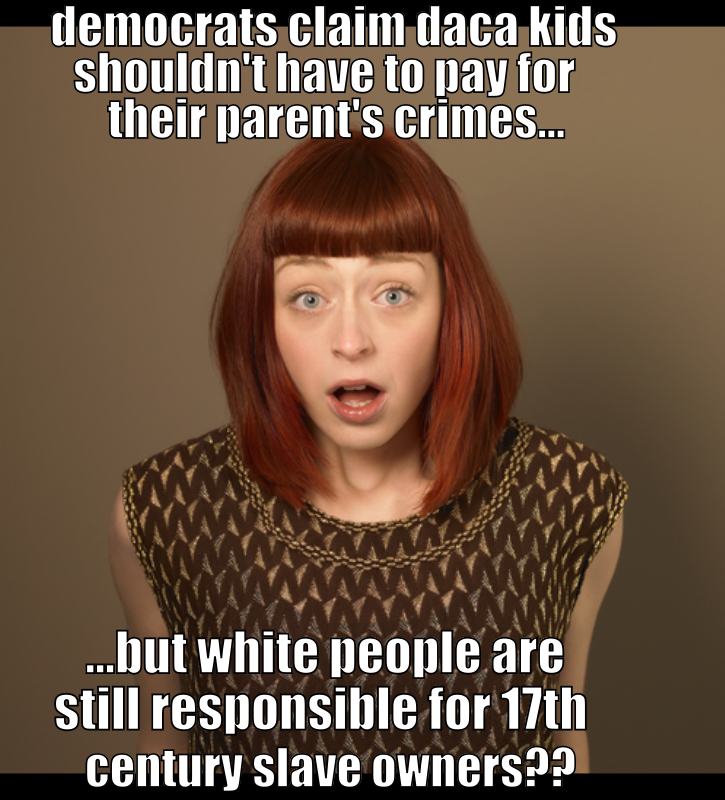 democrats claim daca kids
shouldn't have to pay for
their parent's crimes...
...but white people are
still responsible for 17th
century slave owners??